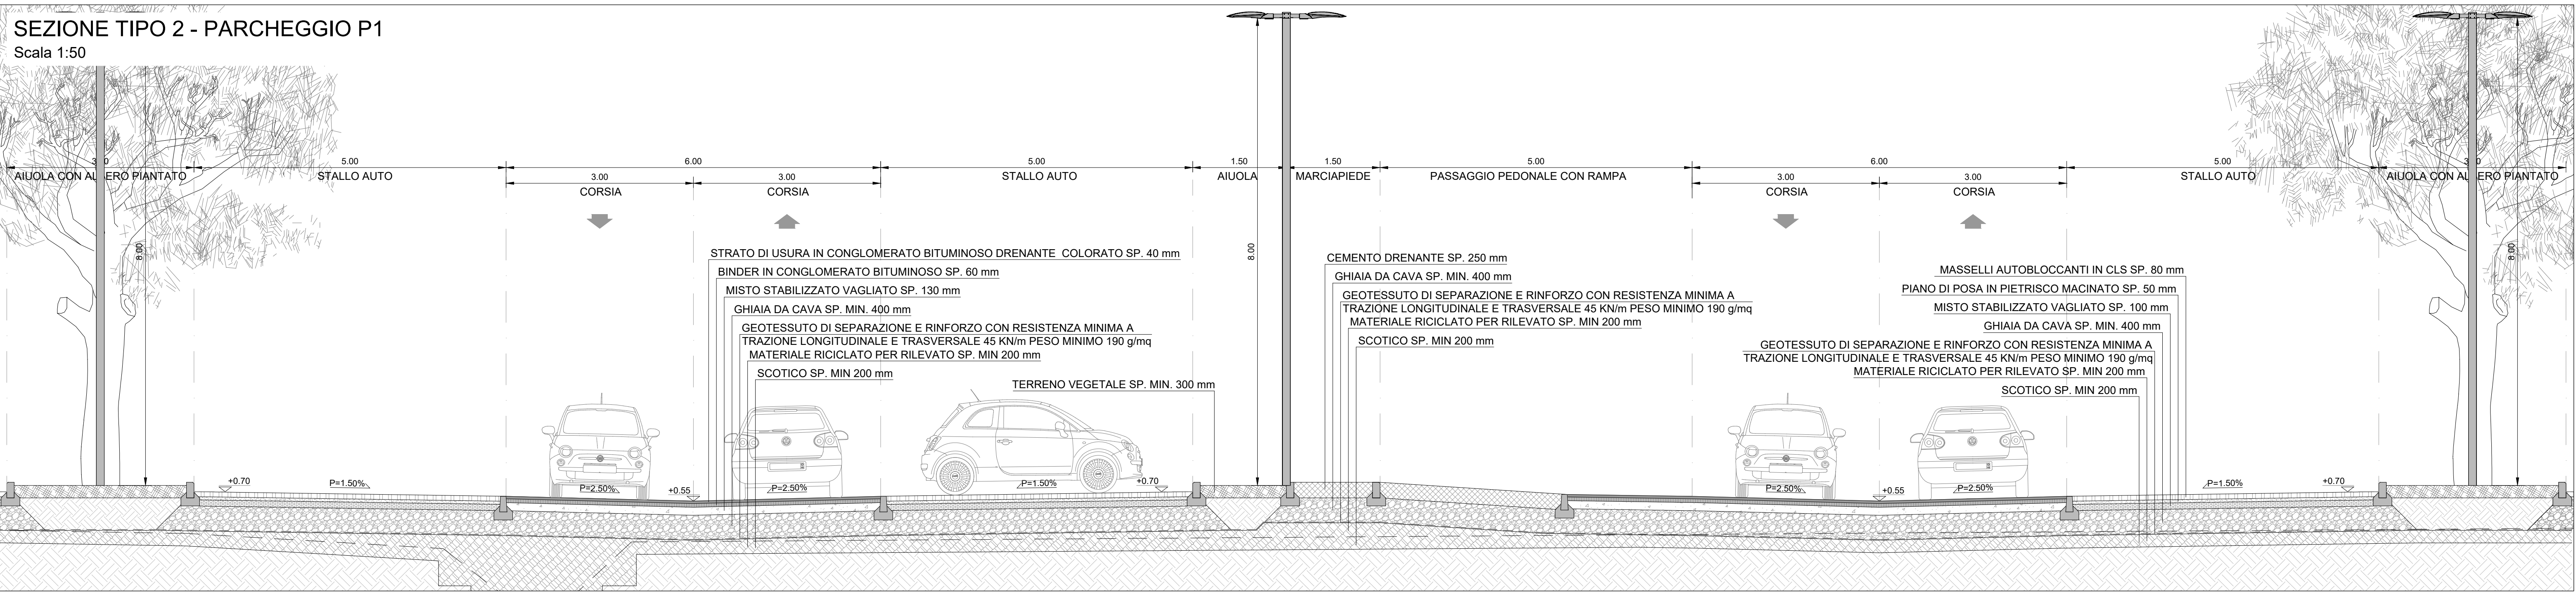 SEZIONE TIPO 2 - PARCHEGGIO P1
Scala 1:50
5.00
6.00
5.00
1.50
1.50
5.00
6.00
5.00
STALLO AUTO
STALLO AUTO
AIUOLA
MARCIAPIEDE
PASSAGGIO PEDONALE CON RAMPA
STALLO AUTO
AIUOLA CON ALBERO PIANTATO
AIUOLA CON ALBERO PIANTATO
3.00
3.00
3.00
3.00
CORSIA
CORSIA
CORSIA
CORSIA
8.00
8.00
8.00
STRATO DI USURA IN CONGLOMERATO BITUMINOSO DRENANTE COLORATO SP. 40 mm
BINDER IN CONGLOMERATO BITUMINOSO SP. 60 mm
MISTO STABILIZZATO VAGLIATO SP. 130 mm
GHIAIA DA CAVA SP. MIN. 400 mm
GEOTESSUTO DI SEPARAZIONE E RINFORZO CON RESISTENZA MINIMA A
TRAZIONE LONGITUDINALE E TRASVERSALE 45 KN/m PESO MINIMO 190 g/mq
MATERIALE RICICLATO PER RILEVATO SP. MIN 200 mm
SCOTICO SP. MIN 200 mm
TERRENO VEGETALE SP. MIN. 300 mm
CEMENTO DRENANTE SP. 250 mm
GHIAIA DA CAVA SP. MIN. 400 mm
GEOTESSUTO DI SEPARAZIONE E RINFORZO CON RESISTENZA MINIMA A
TRAZIONE LONGITUDINALE E TRASVERSALE 45 KN/m PESO MINIMO 190 g/mq
MATERIALE RICICLATO PER RILEVATO SP. MIN 200 mm
SCOTICO SP. MIN 200 mm
MASSELLI AUTOBLOCCANTI IN CLS SP. 80 mm
PIANO DI POSA IN PIETRISCO MACINATO SP. 50 mm
MISTO STABILIZZATO VAGLIATO SP. 100 mm
GHIAIA DA CAVA SP. MIN. 400 mm
GEOTESSUTO DI SEPARAZIONE E RINFORZO CON RESISTENZA MINIMA A
TRAZIONE LONGITUDINALE E TRASVERSALE 45 KN/m PESO MINIMO 190 g/mq
MATERIALE RICICLATO PER RILEVATO SP. MIN 200 mm
SCOTICO SP. MIN 200 mm
+0.70
P=1.50%
P=2.50%
+0.55
P=2.50%
P=1.50%
+0.70
P=2.50%
+0.55
P=2.50%
P=1.50%
+0.70